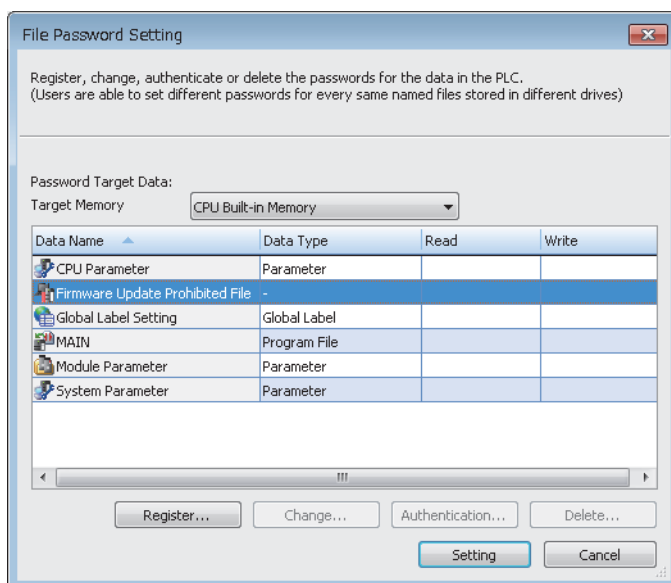 File Password Setting
Register, change, authenticate or delete the passwords for the data in the PLC.
(Users are able to set different passwords for every same named files stored in different drives)
Password Target Data:
Target Memory CPU Built-in Memory
Data Name Data Type Read Write
CPU Parameter Parameter
Firmware Update Prohibited File -
Global Label Setting Global Label
MAIN Program File
Module Parameter Parameter
System Parameter Parameter
Register... Change... Authentication... Delete...
Setting Cancel